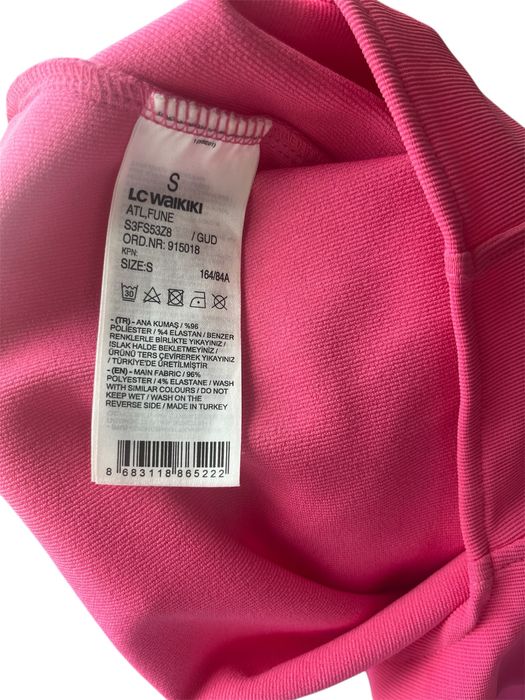 S
LC WAIKIKI
ATL,FUNE
S3FS53Z8 /GUD
ORD.NR: 915018
KPN:
SIZE:S 164/84A
30
- (TR) - ANA KUMAŞ / %96
POLİESTER / %4 ELASTAN / BENZER
RENKLERLE BİRLİKTE YIKAYINIZ /
ISLAK HALDE BEKLETMEYİNİZ /
ÜRÜNÜ TERS ÇEVİREREK YIKAYINIZ
/ TÜRKİYE'DE ÜRETİLMİŞTİR
- (EN) - MAIN FABRIC / 96%
POLYESTER / 4% ELASTANE / WASH
WITH SIMILAR COLOURS / DO NOT
KEEP WET / WASH ON THE
REVERSE SIDE / MADE IN TURKEY
8 683118 865222